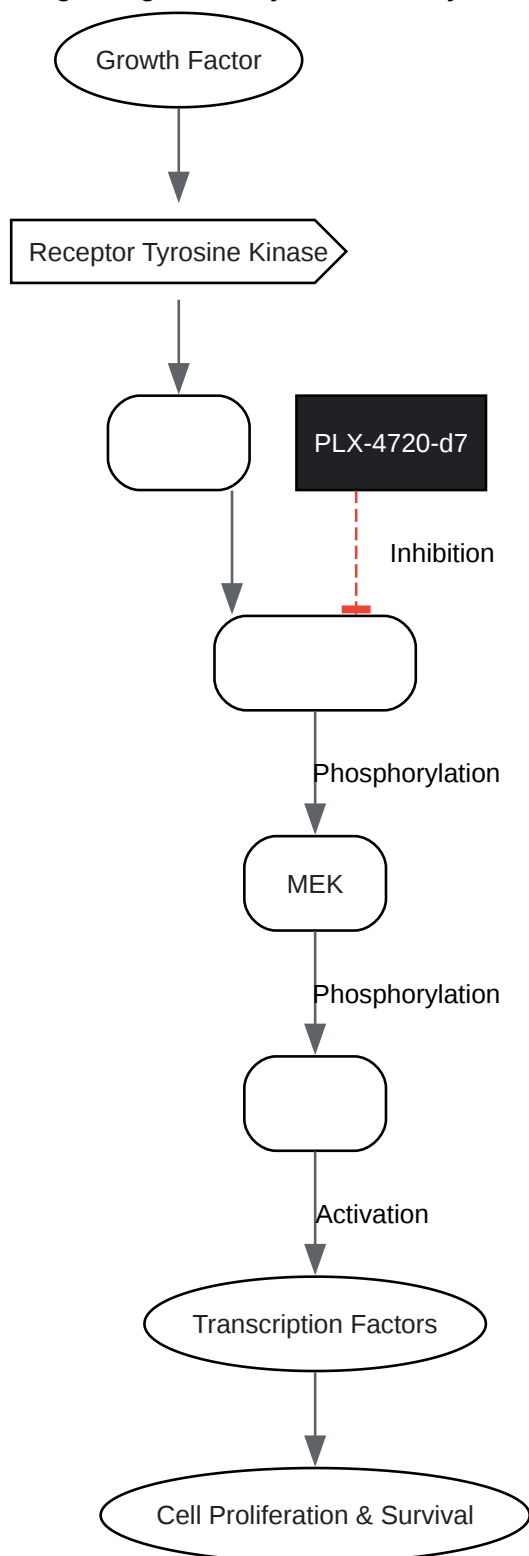 Growth Factor
Receptor Tyrosine Kinase
PLX-4720-d7
Inhibition
Phosphorylation
MEK
Phosphorylation
Activation
Transcription Factors
Cell Proliferation & Survival